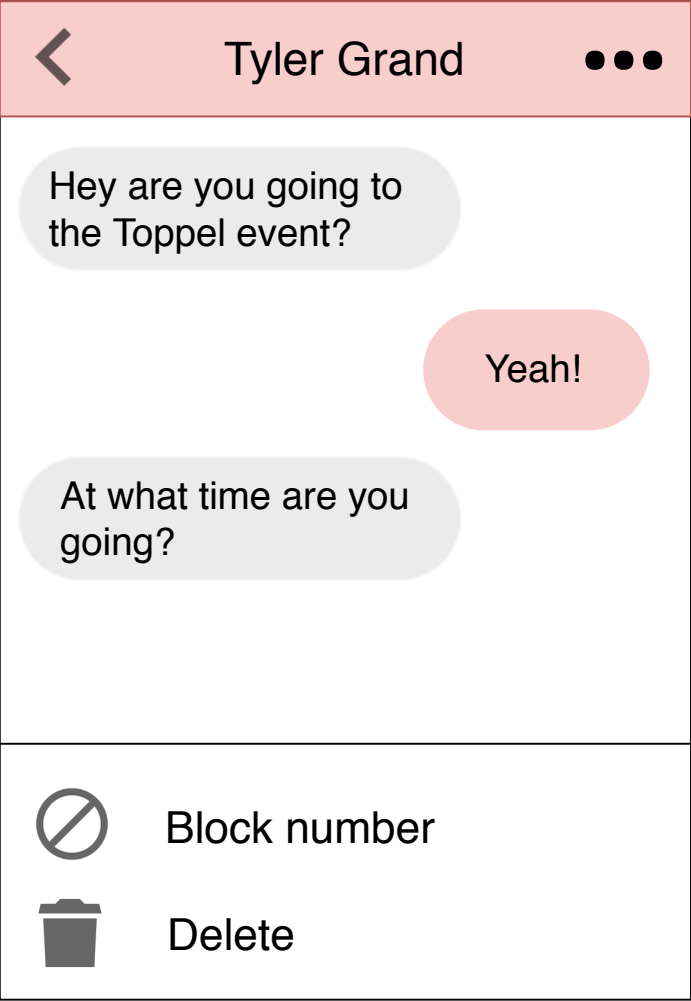 Tyler Grand
Hey are you going to
the Toppel event?
Yeah!
At what time are you
going?
Block number
Delete